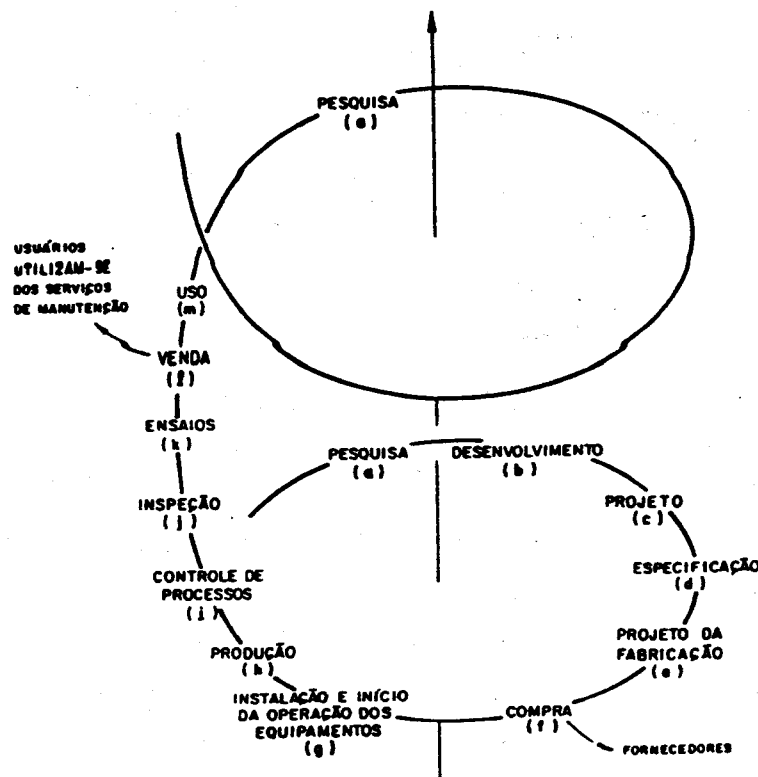 PESQUISA
(a)
USUÁRIOS
UTILIZAM-SE
DOS SERVIÇOS
DE MANUTENÇÃO
USO
(m)
VENDA
(l)
ENSAIOS
(k)
PESQUISA
(a)
DESENVOLVIMENTO
(b)
INSPEÇÃO
(j)
PROJETO
(c)
ESPECIFICAÇÃO
(d)
CONTROLE DE
PROCESSOS
(i)
PROJETO DA
FABRICAÇÃO
(e)
PRODUÇÃO
(h)
INSTALAÇÃO E INÍCIO
DA OPERAÇÃO DOS
EQUIPAMENTOS
(g)
COMPRA
(f)
FORNECEDORES